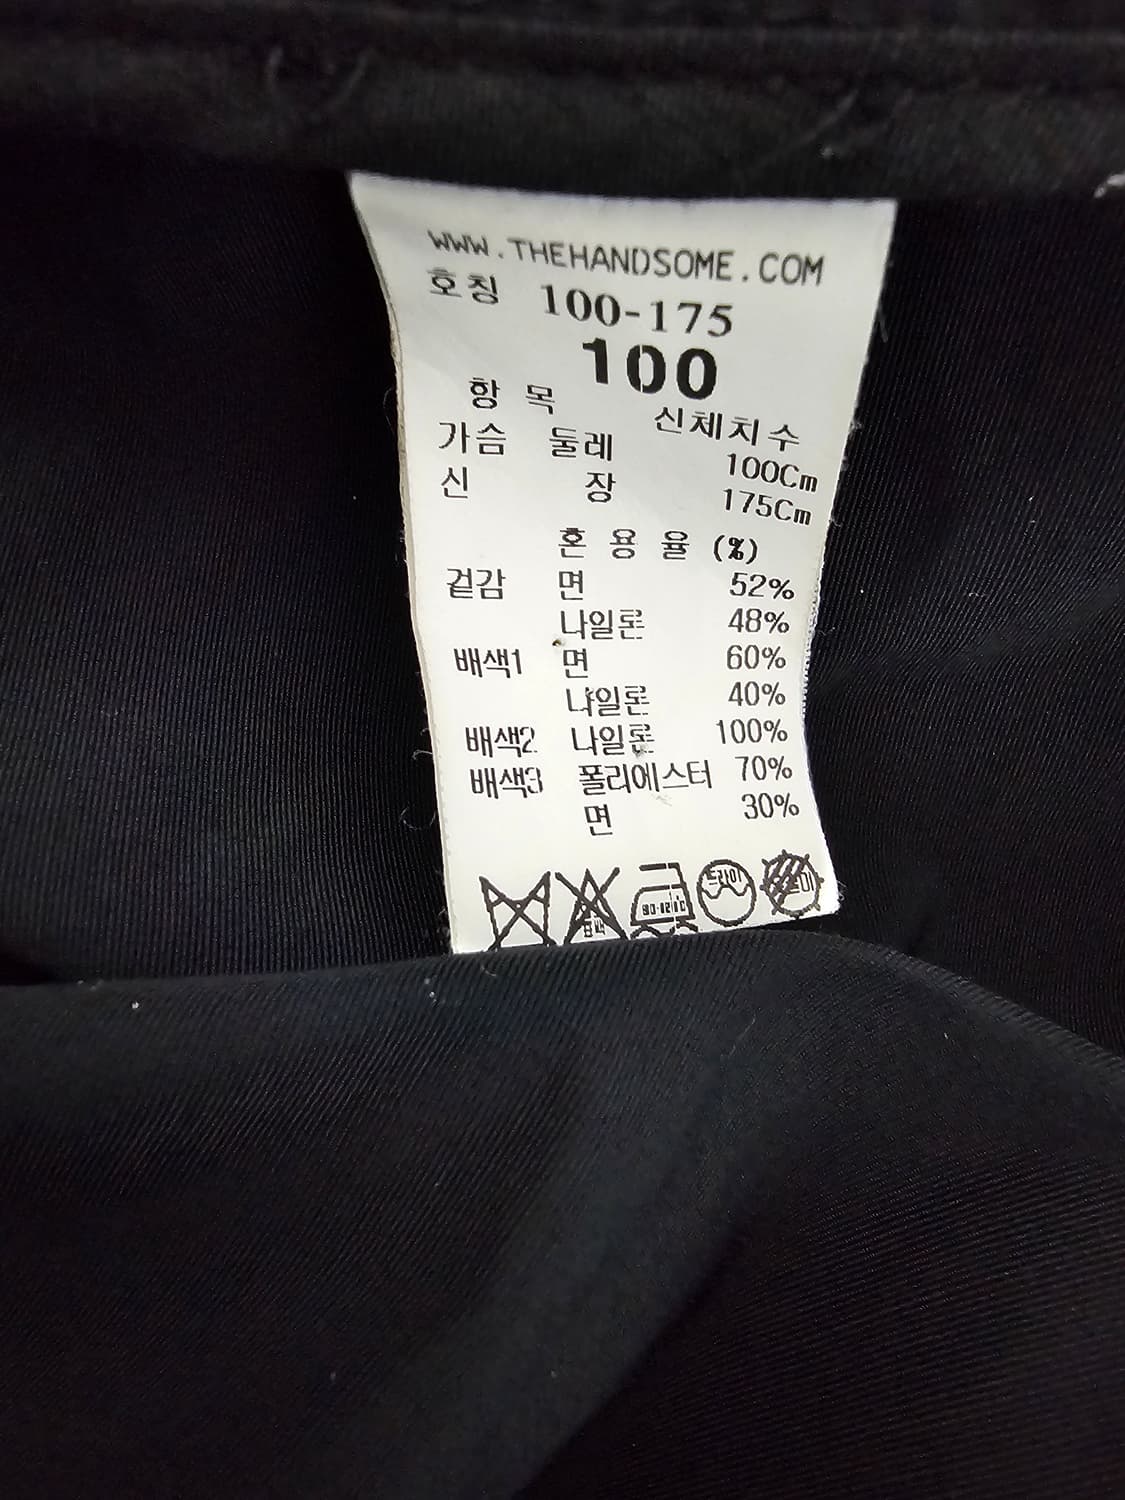 WWW.THEHANDSOME.COM
호칭 100-175
100
항 목 신체치수
가슴 둘레 100Cm
신 장 175Cm
혼 용 율 (%)
겉감 면 52%
나일론 48%
배색1 면 60%
나일론 40%
배색2 나일론 100%
배색3 폴리에스터 70%
면 30%
드라이